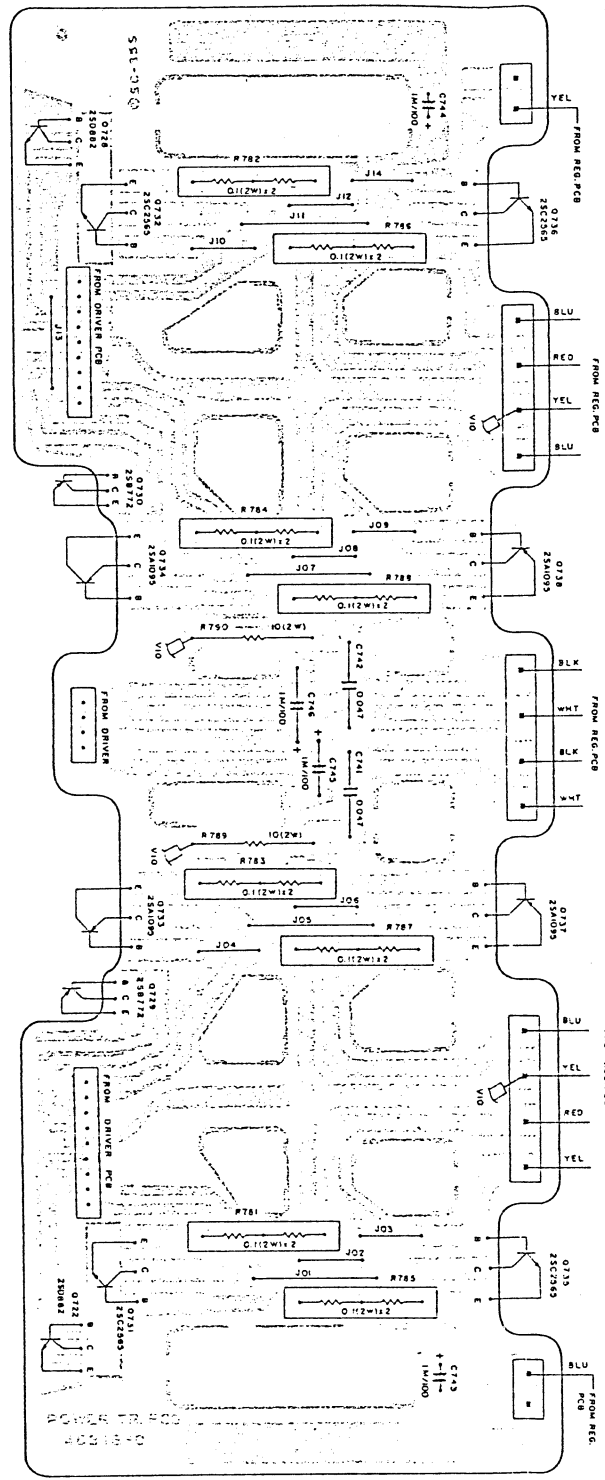 SC-155
C744
1M/100
+
YEL
FROM REG.PCB
Q728
2SD882
B
C
E
R782
0.1(2W)x2
J14
J12
J11
E
C
B
Q732
2SC2565
B
C
E
Q736
2SC2565
R786
0.1(2W)x2
J10
FROM DRIVER PCB
J13
BLU
RED
YEL
BLU
V10
FROM REG.PCB
Q730
2SB772
C
E
R784
0.1(2W)x2
J09
J08
J07
E
C
B
Q734
2SA1095
B
C
E
Q738
2SA1095
0.1(2W)x2
R790
10(2W)
V10
C742
0.047
C746
1M/100
+
FROM DRIVER
BLK
WHT
BLK
WHT
FROM REG.PCB
C741
0.047
+
1M/100
R789
10(2W)
V10
R783
0.1(2W)x2
J06
J05
E
C
B
Q733
2SA1095
B
C
E
Q737
2SA1095
R787
0.1(2W)x2
J04
Q729
2SB772
B
C
E
BLU
YEL
RED
YEL
V10
FROM DRIVER PCB
R781
0.1(2W)x2
J03
J02
J01
E
C
B
Q731
B
C
E
Q735
2SC2565
R785
0.1(2W)x2
2SD882
B
C
E
+
1M/100
BLU
FROM REG.
PCB
POWER TR. PCB